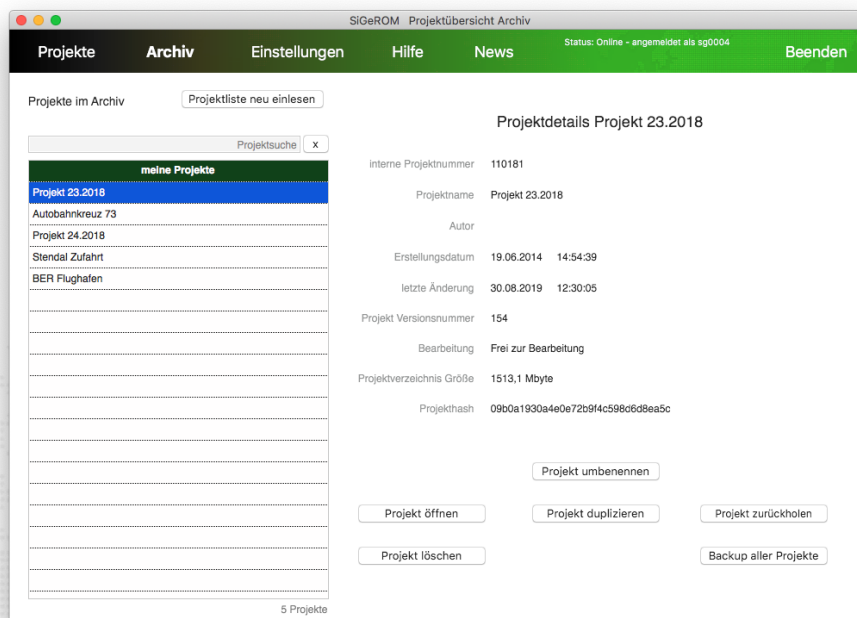 SiGeROM Projektübersicht Archiv
Projekte Archiv Einstellungen Hilfe News Status: Online - angemeldet als sg0004 Beenden
Projekte im Archiv Projektliste neu einlesen
Projektdetails Projekt 23.2018
Projektsuche x
meine Projekte
Projekt 23.2018
Autobahnkreuz 73
Projekt 24.2018
Stendal Zufahrt
BER Flughafen
5 Projekte
interne Projektnummer 110181
Projektname Projekt 23.2018
Autor
Erstellungsdatum 19.06.2014 14:54:39
letzte Änderung 30.08.2019 12:30:05
Projekt Versionsnummer 154
Bearbeitung Frei zur Bearbeitung
Projektverzeichnis Größe 1513,1 Mbyte
Projekthash 09b0a1930a4e0e72b9f4c598d6d8ea5c
Projekt umbenennen
Projekt öffnen Projekt duplizieren Projekt zurückholen
Projekt löschen Backup aller Projekte